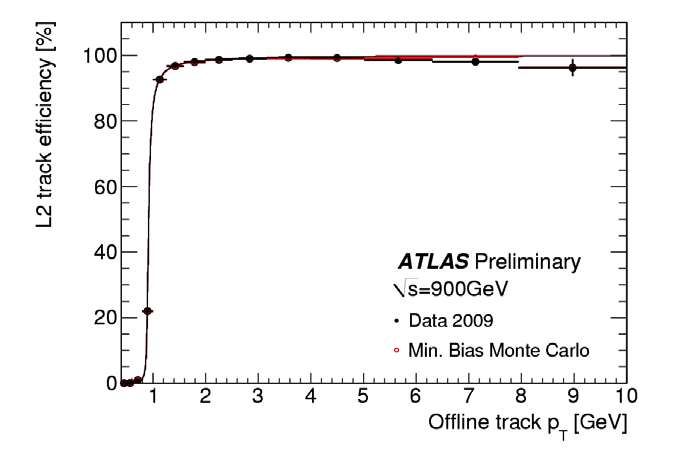 L2 track efficiency [%]
100
80
60
40
20
0
ATLAS Preliminary
√s=900GeV
Data 2009
Min. Bias Monte Carlo
1 2 3 4 5 6 7 8 9 10
Offline track pT [GeV]